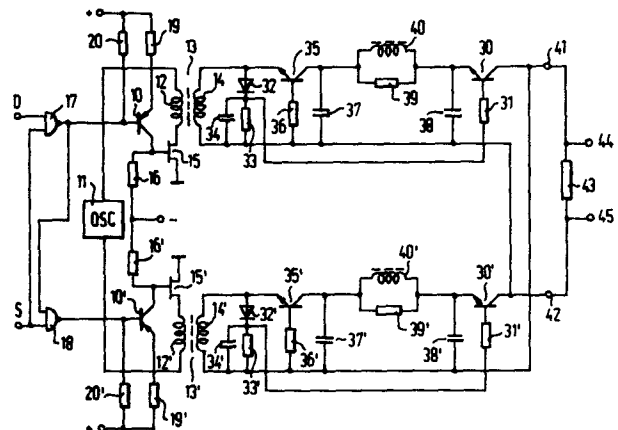 + 20 19 13 35 40 30 41
12 14
17 10 32 39 31
D 36 37 38
34 33 44
15
11 16 43
OSC - 45
16' 40'
15' 35' 30'
S 10' 14' 32' 39' 42
18 36' 37' 38' 31'
12' 34' 33'
20' 13'
19'
+